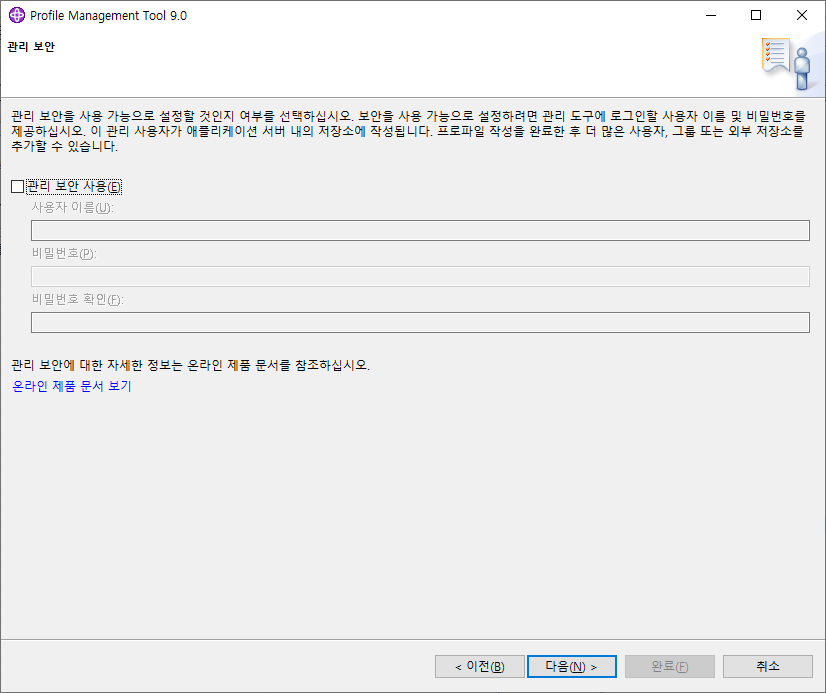 Profile Management Tool 9.0
관리 보안
관리 보안을 사용 가능으로 설정할 것인지 여부를 선택하십시오. 보안을 사용 가능으로 설정하려면 관리 도구에 로그인할 사용자 이름 및 비밀번호를
제공하십시오. 이 관리 사용자가 애플리케이션 서버 내의 저장소에 작성됩니다. 프로파일 작성을 완료한 후 더 많은 사용자, 그룹 또는 외부 저장소를
추가할 수 있습니다.
관리 보안 사용(E)
사용자 이름(U):
비밀번호(P):
비밀번호 확인(F):
관리 보안에 대한 자세한 정보는 온라인 제품 문서를 참조하십시오.
온라인 제품 문서 보기
< 이전(B) 다음(N) > 완료(F) 취소